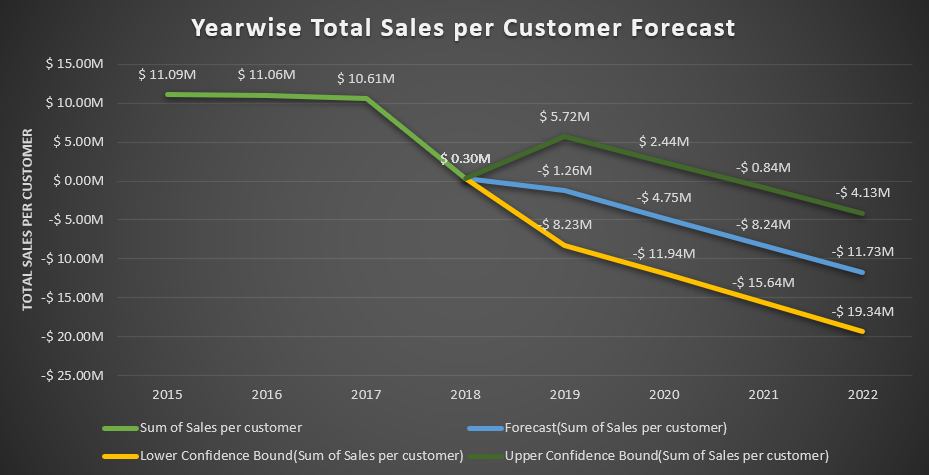 Yearwise Total Sales per Customer Forecast
TOTAL SALES PER CUSTOMER
$ 15.00M
$ 10.00M
$ 5.00M
$ 0.00M
-$ 5.00M
-$ 10.00M
-$ 15.00M
-$ 20.00M
-$ 25.00M
$ 11.09M
$ 11.06M
$ 10.61M
$ 0.30M
$ 5.72M
$ 2.44M
-$ 0.84M
-$ 4.13M
-$ 1.26M
-$ 4.75M
-$ 8.24M
-$ 11.73M
-$ 8.23M
-$ 11.94M
-$ 15.64M
-$ 19.34M
2015 2016 2017 2018 2019 2020 2021 2022
Sum of Sales per customer
Forecast(Sum of Sales per customer)
Lower Confidence Bound(Sum of Sales per customer)
Upper Confidence Bound(Sum of Sales per customer)